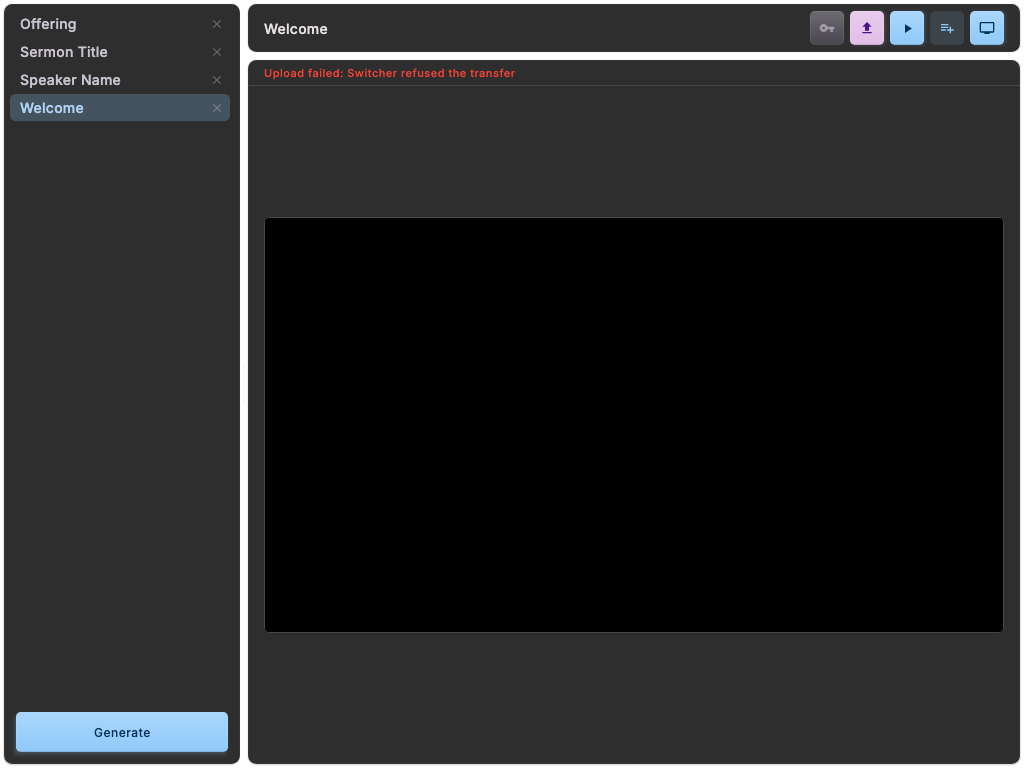 Offering
Sermon Title
Speaker Name
Welcome
Generate
Welcome
Upload failed: Switcher refused the transfer